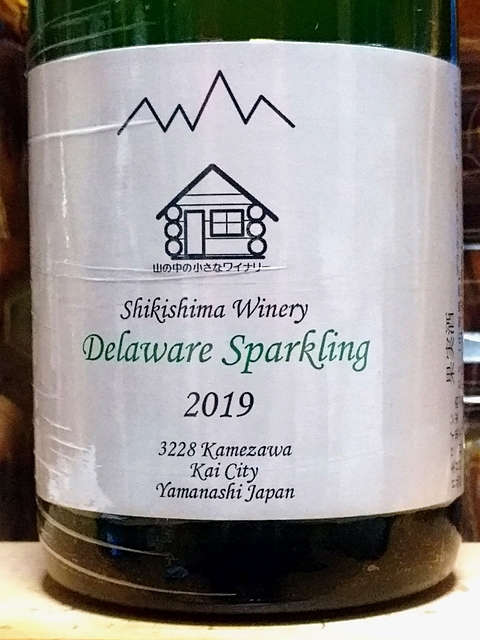 山の中の小さなワイナリー
Shikishima Winery
Delaware Sparkling
2019
3228 Kamezawa
Kai City
Yamanashi Japan